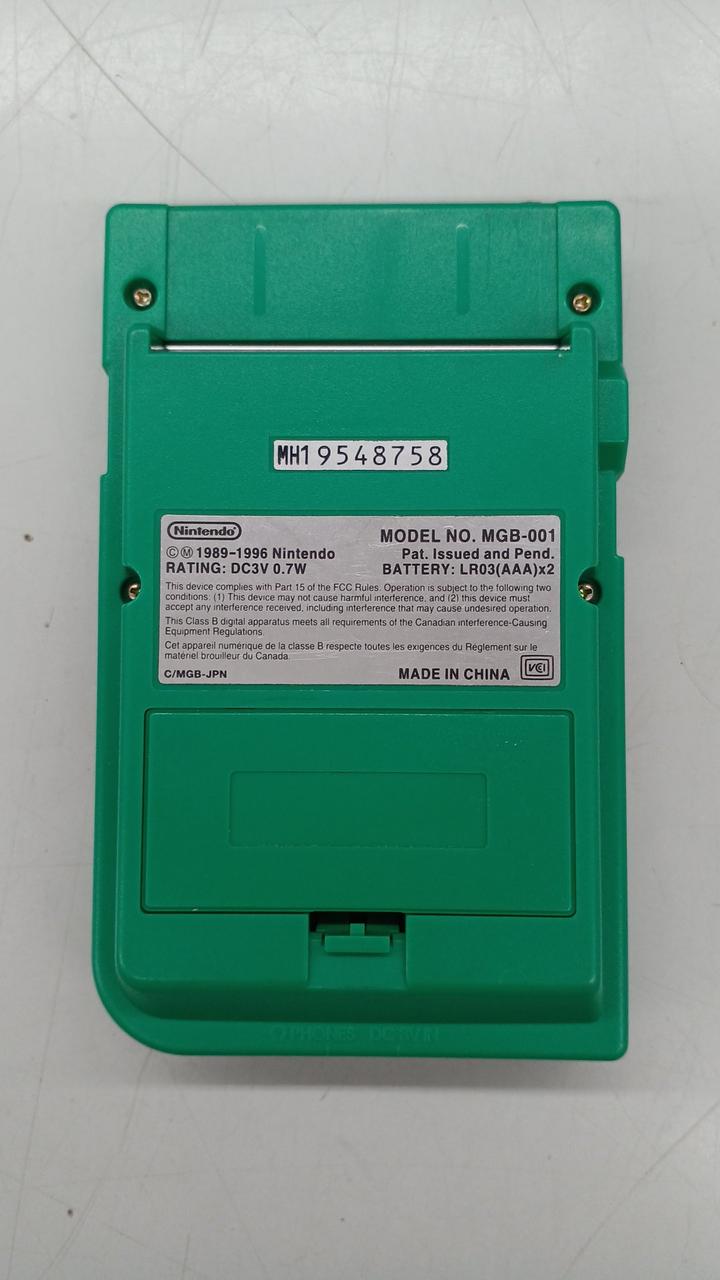 MH19548758
Nintendo
MODEL NO. MGB-001
©Ⓜ 1989-1996 Nintendo
Pat. Issued and Pend.
RATING: DC3V 0.7W
BATTERY: LR03(AAA)x2
This device complies with Part 15 of the FCC Rules. Operation is subject to the following two
conditions: (1) This device may not cause harmful interference, and (2) this device must
accept any interference received, including interference that may cause undesired operation.
This Class B digital apparatus meets all requirements of the Canadian Interference-Causing
Equipment Regulations.
Cet appareil numérique de la classe B respecte toutes les exigences du Règlement sur le
matériel brouilleur du Canada.
C/MGB-JPN
MADE IN CHINA
VCI
PHONES DC3V IN